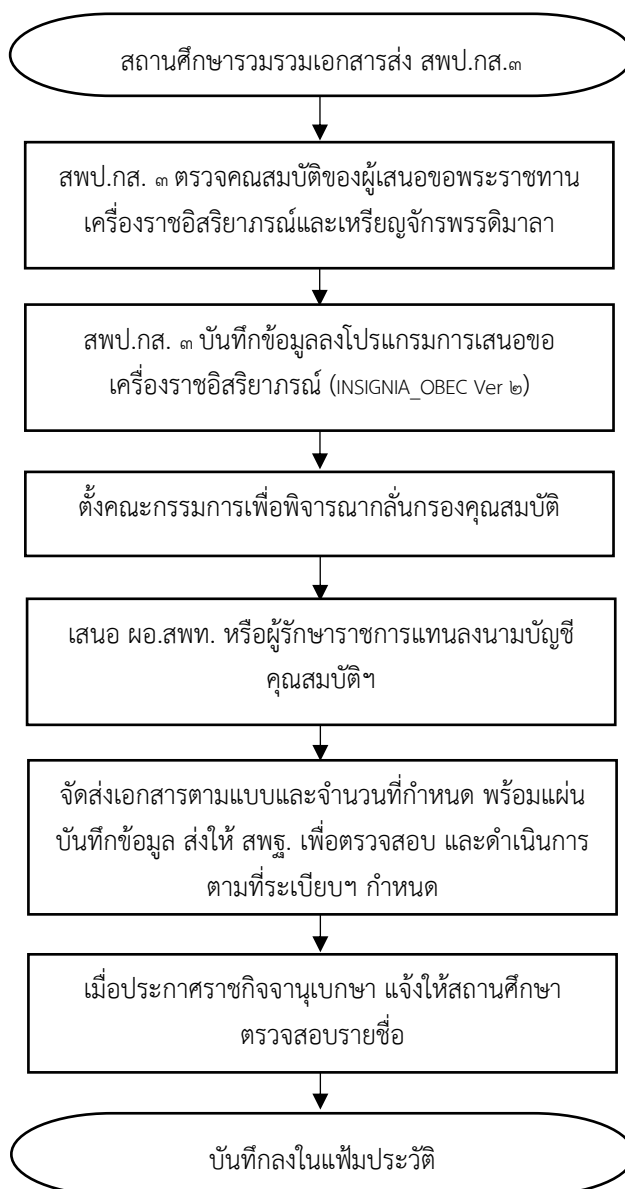 สถานศึกษารวมรวมเอกสารส่ง สพป.กส.๓
สพป.กส. ๓ ตรวจคณสมบัติของผู้เสนอขอพระราชทาน
เครื่องราชอิสริยาภรณ์และเหรียญจักรพรรดิมาลา
สพป.กส. ๓ บันทึกข้อมูลลงโปรแกรมการเสนอขอ
เครื่องราชอิสริยาภรณ์ (INSIGNIA_OBEC Ver ๒)
ตั้งคณะกรรมการเพื่อพิจารณากลั่นกรองคุณสมบัติ
เสนอ ผอ.สพท. หรือผู้รักษาราชการแทนลงนามบัญชี
คุณสมบัติฯ
จัดส่งเอกสารตามแบบและจำนวนที่กำหนด พร้อมแผ่น
บันทึกข้อมูล ส่งให้ สพฐ. เพื่อตรวจสอบ และดำเนินการ
ตามที่ระเบียบฯ กำหนด
เมื่อประกาศราชกิจจานุเบกษา แจ้งให้สถานศึกษา
ตรวจสอบรายชื่อ
บันทึกลงในแฟ้มประวัติ